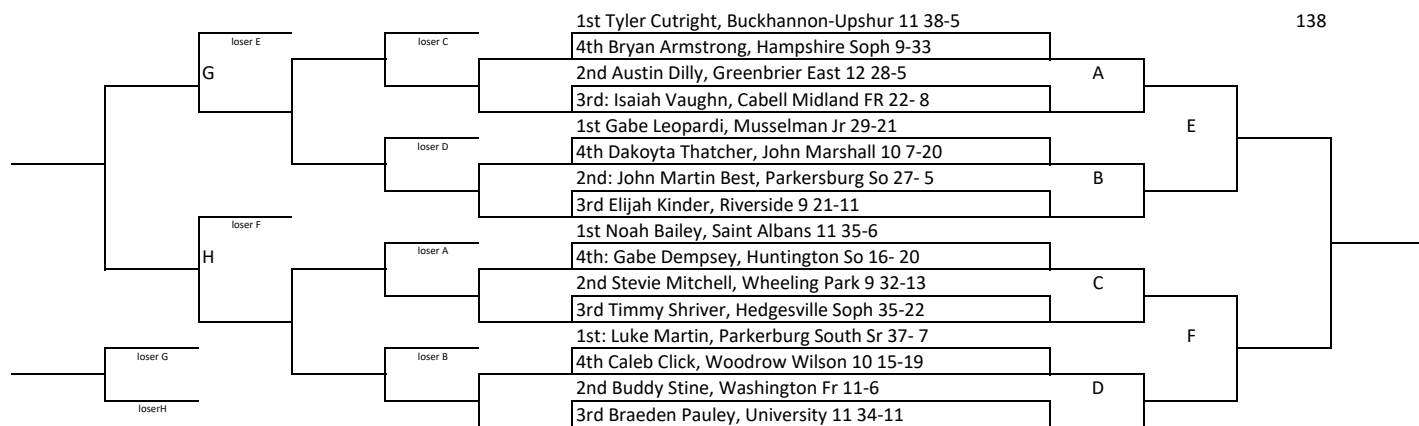 1st Tyler Cutright, Buckhannon-Upshur 11 38-5
138
loser E
loser C
4th Bryan Armstrong, Hampshire Soph 9-33
G
2nd Austin Dilly, Greenbrier East 12 28-5
A
3rd: Isaiah Vaughn, Cabell Midland FR 22- 8
1st Gabe Leopardi, Musselman Jr 29-21
E
loser D
4th Dakoyta Thatcher, John Marshall 10 7-20
2nd: John Martin Best, Parkersburg So 27- 5
B
3rd Elijah Kinder, Riverside 9 21-11
loser F
1st Noah Bailey, Saint Albans 11 35-6
loser A
4th: Gabe Dempsey, Huntington So 16- 20
H
2nd Stevie Mitchell, Wheeling Park 9 32-13
C
3rd Timmy Shriver, Hedgesville Soph 35-22
1st: Luke Martin, Parkerburg South Sr 37- 7
F
loser G
loser B
4th Caleb Click, Woodrow Wilson 10 15-19
2nd Buddy Stine, Washington Fr 11-6
D
loserH
3rd Braeden Pauley, University 11 34-11